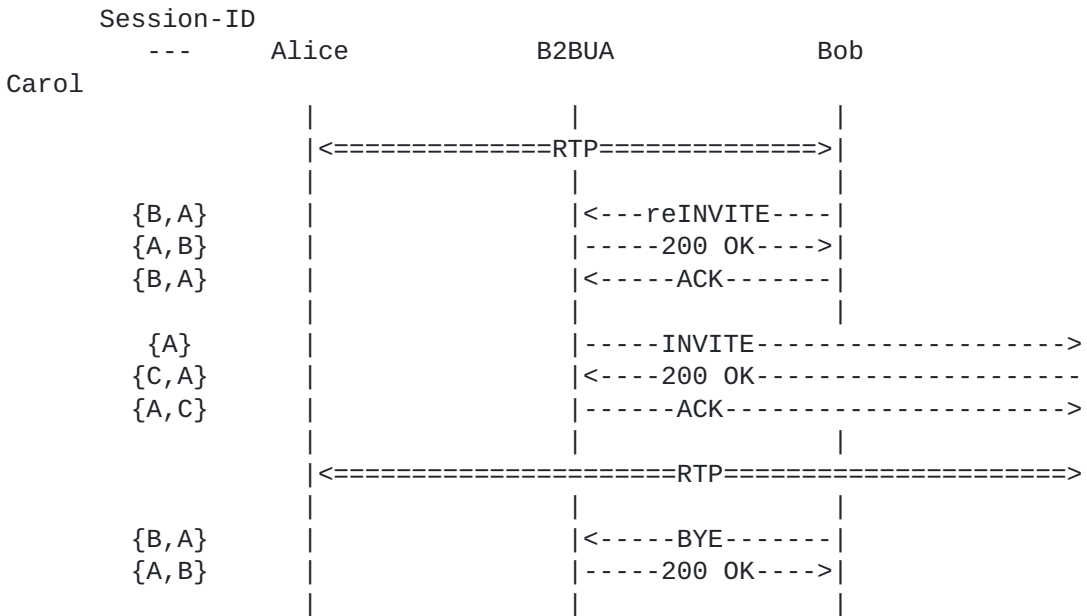 Session-ID
         ---     Alice            B2BUA             Bob
Carol
                   |                |                |
                   |<==============RTP==============>|
                   |                |                |
        {B,A}      |                |<---reINVITE----|
        {A,B}      |                |-----200 OK---->|
        {B,A}      |                |<-----ACK-------|
                   |                |                |
         {A}       |                |-----INVITE-------------------->
        {C,A}      |                |<----200 OK---------------------
        {A,C}      |                |------ACK---------------------->
                   |                |                |
                   |<======================RTP======================>
                   |                |                |
        {B,A}      |                |<-----BYE-------|
        {A,B}      |                |-----200 OK---->|
                   |                |                |